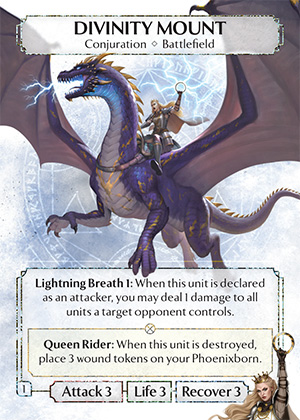 DIVINITY MOUNT
Conjuration ⟐ Battlefield
Lightning Breath 1: When this unit is declared
as an attacker, you may deal 1 damage to all
units a target opponent controls.
Queen Rider: When this unit is destroyed,
place 3 wound tokens on your Phoenixborn.
1
Attack 3 Life 3 Recover 3